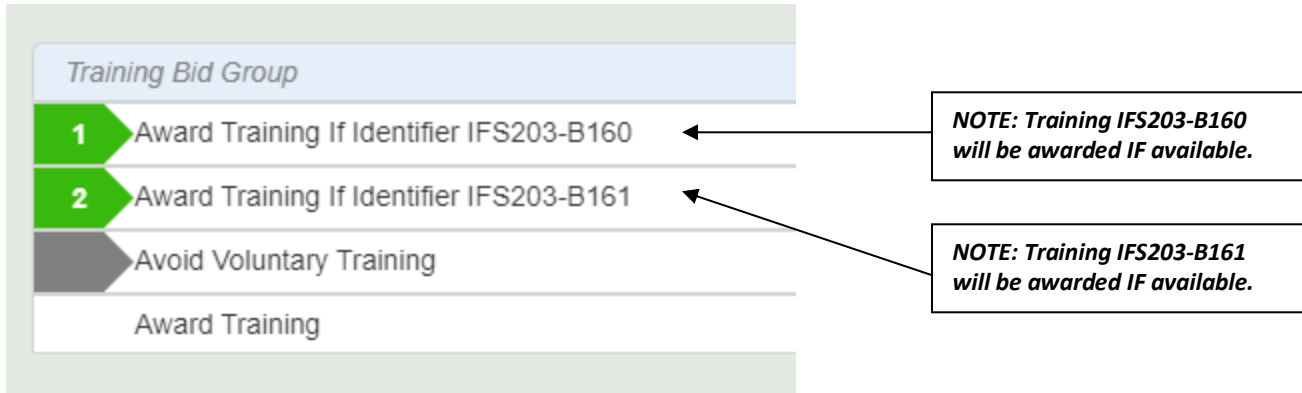 Training Bid Group
1 Award Training If Identifier IFS203-B160
2 Award Training If Identifier IFS203-B161
Avoid Voluntary Training
Award Training
NOTE: Training IFS203-B160
will be awarded IF available.
NOTE: Training IFS203-B161
will be awarded IF available.